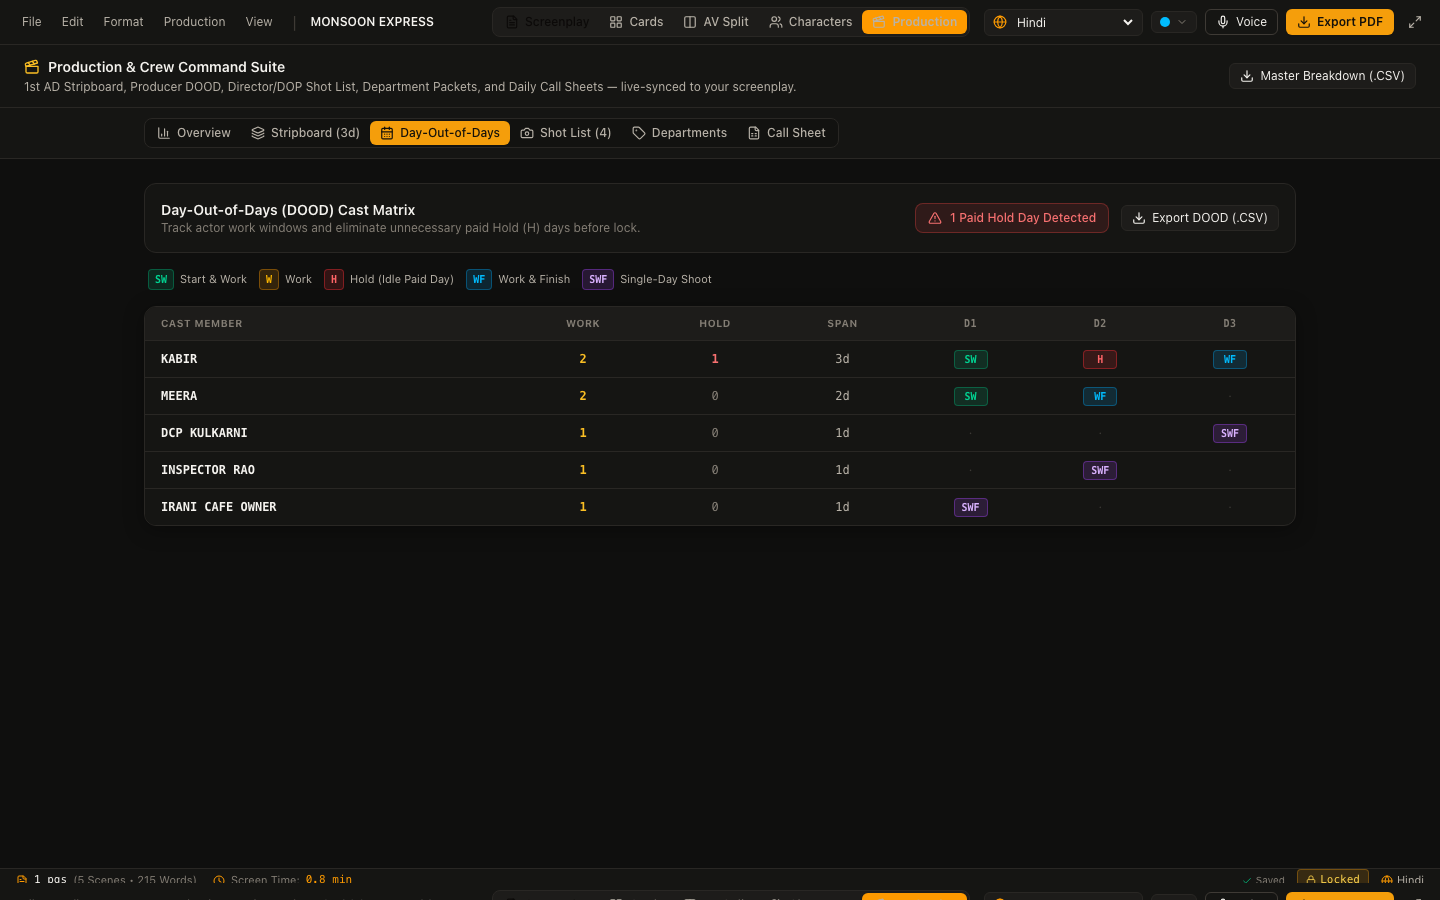 File Edit Format Production View MONSOON EXPRESS Screenplay Cards AV Split Characters Production Hindi Voice Export PDF
Production & Crew Command Suite
1st AD Stripboard, Producer DOOD, Director/DOP Shot List, Department Packets, and Daily Call Sheets — live-synced to your screenplay.
Master Breakdown (.CSV)
Overview Stripboard (3d) Day-Out-of-Days Shot List (4) Departments Call Sheet
Day-Out-of-Days (DOOD) Cast Matrix
Track actor work windows and eliminate unnecessary paid Hold (H) days before lock.
1 Paid Hold Day Detected Export DOOD (.CSV)
SW Start & Work W Work H Hold (Idle Paid Day) WF Work & Finish SWF Single-Day Shoot
CAST MEMBER WORK HOLD SPAN D1 D2 D3
KABIR 2 1 3d SW H WF
MEERA 2 0 2d SW WF ·
DCP KULKARNI 1 0 1d · · SWF
INSPECTOR RAO 1 0 1d · SWF ·
IRANI CAFE OWNER 1 0 1d SWF · ·
1 pgs (5 Scenes • 215 Words) Screen Time: 0.8 min Saved Locked Hindi